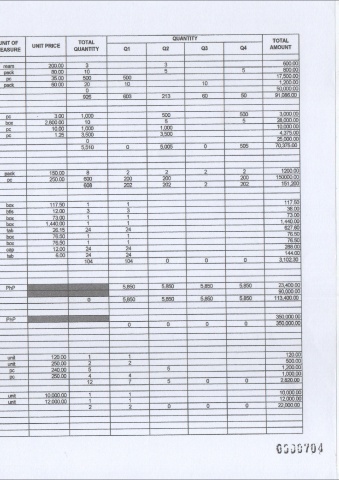 UNIT OF MEASURE UNIT PRICE TOTAL QUANTITY QUANTITY TOTAL AMOUNT
Q1 Q2 Q3 Q4
ream 200.00 3 3 600.00
pack 80.00 10 5 5 800.00
pc 35.00 500 500 17,500.00
pack 60.00 20 10 10 1,200.00
0 50,000.00
926 605 213 60 50 91,086.00
pc 3.00 1,000 500 500 3,000.00
box 2,800.00 10 5 5 28,000.00
pc 10.00 1,000 1,000 10,000.00
pc 1.25 3,500 3,500 4,375.00
0 25,000.00
5,510 0 5,005 0 505 70,375.00
pack 150.00 8 2 2 2 2 1200.00
pc 250.00 600 200 200 200 150000.00
608 202 202 2 202 151,200
box 117.50 1 1 117.50
12.00 3 3 36.00
box 73.00 1 1 73.00
box 1,440.00 1 1 1,440.00
tab 26.15 24 24 627.60
box 76.50 1 1 76.50
box 76.50 1 1 76.50
cap 12.00 24 24 288.00
tab 6.00 24 24 144.00
104 104 0 0 0 3,102.30
PhP 5,850 5,850 5,850 5,850 23,400.00
90,000.00
0 5,850 5,850 5,850 5,850 113,400.00
PhP 350,000.00
0 0 0 0 350,000.00
unit 120.00 1 1 120.00
unit 250.00 2 2 500.00
pc 240.00 5 5 1,200.00
pc 250.00 4 4 1,000.00
12 7 5 0 0 2,820.00
unit 10,000.00 1 1 10,000.00
unit 12,000.00 1 1 12,000.00
2 2 0 0 0 22,000.00